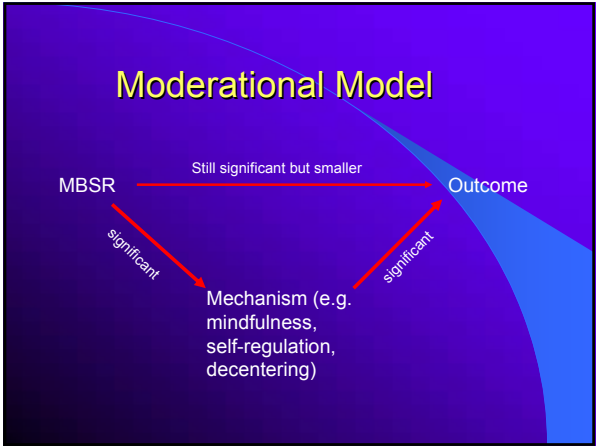 Moderational Model
Still significant but smaller
MBSR
Outcome
significant
significant
Mechanism (e.g.
mindfulness,
self-regulation,
decentering)